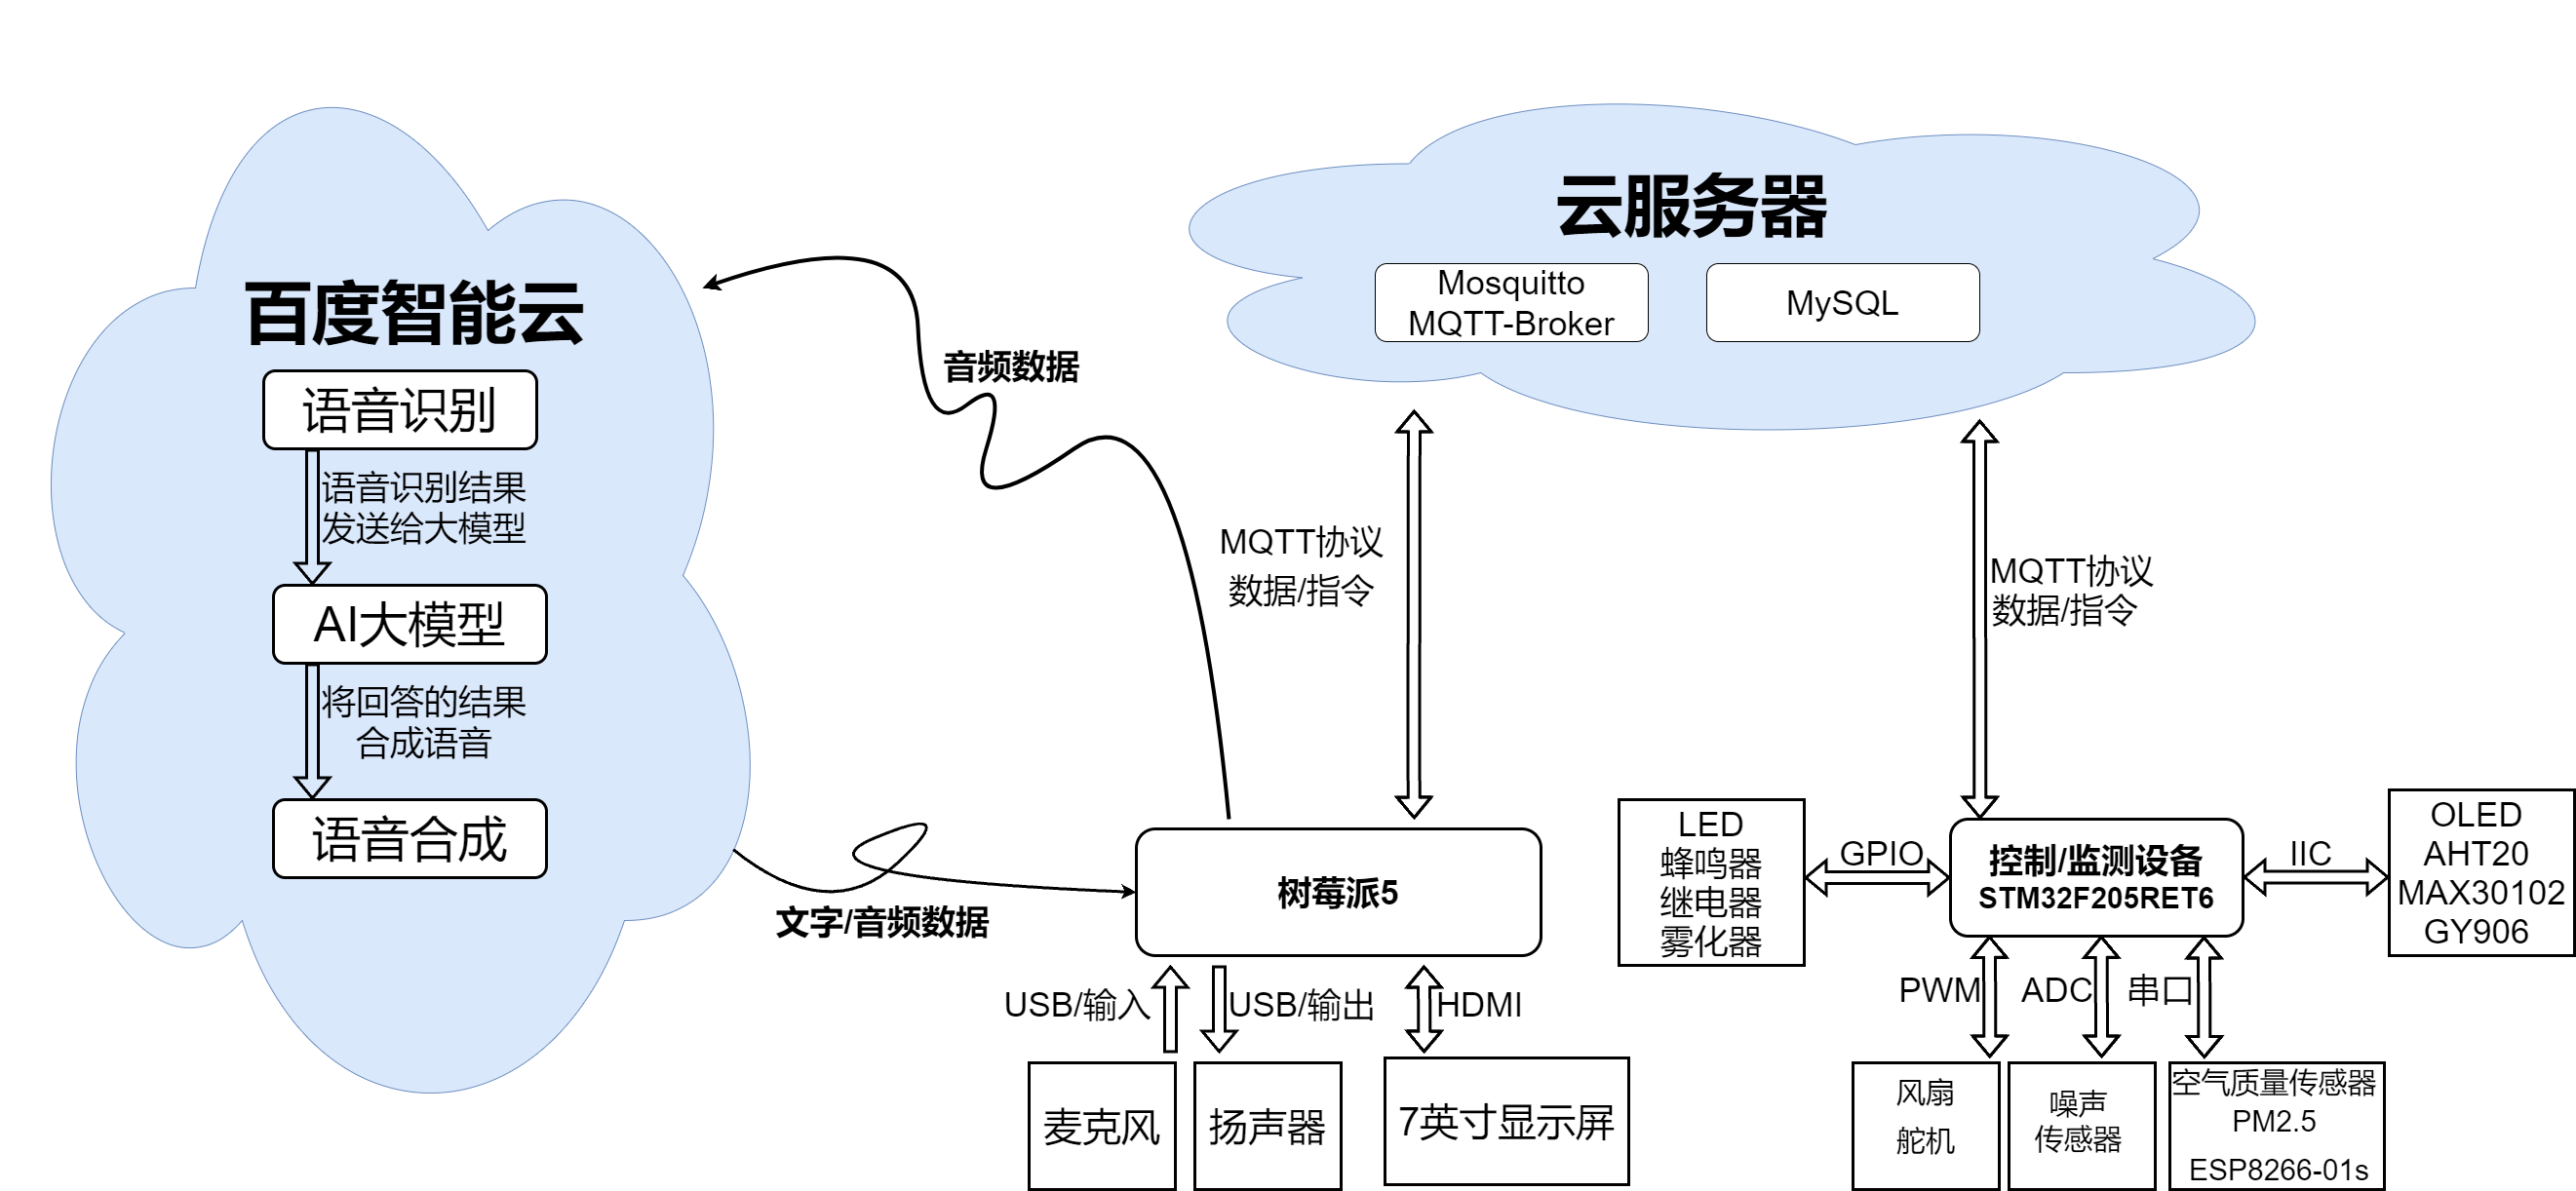 百度智能云
语音识别
语音识别结果
发送给大模型
AI大模型
将回答的结果
合成语音
语音合成
音频数据
文字/音频数据
云服务器
Mosquitto
MQTT-Broker
MySQL
MQTT协议
数据/指令
MQTT协议
数据/指令
树莓派5
USB/输入
USB/输出
HDMI
麦克风
扬声器
7英寸显示屏
LED
蜂鸣器
继电器
雾化器
GPIO
控制/监测设备
STM32F205RET6
IIC
OLED
AHT20
MAX30102
GY906
PWM
ADC
串口
风扇
舵机
噪声
传感器
空气质量传感器
PM2.5
ESP8266-01s